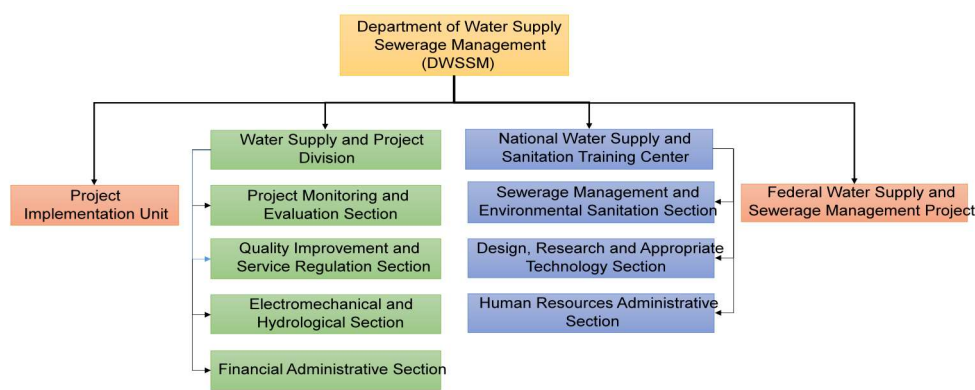 Department of Water Supply
Sewerage Management
(DWSSM)
Water Supply and Project
Division
National Water Supply and
Sanitation Training Center
Project
Implementation Unit
Project Monitoring and
Evaluation Section
Sewerage Management and
Environmental Sanitation Section
Federal Water Supply and
Sewerage Management Project
Quality Improvement and
Service Regulation Section
Design, Research and Appropriate
Technology Section
Electromechanical and
Hydrological Section
Human Resources Administrative
Section
Financial Administrative Section